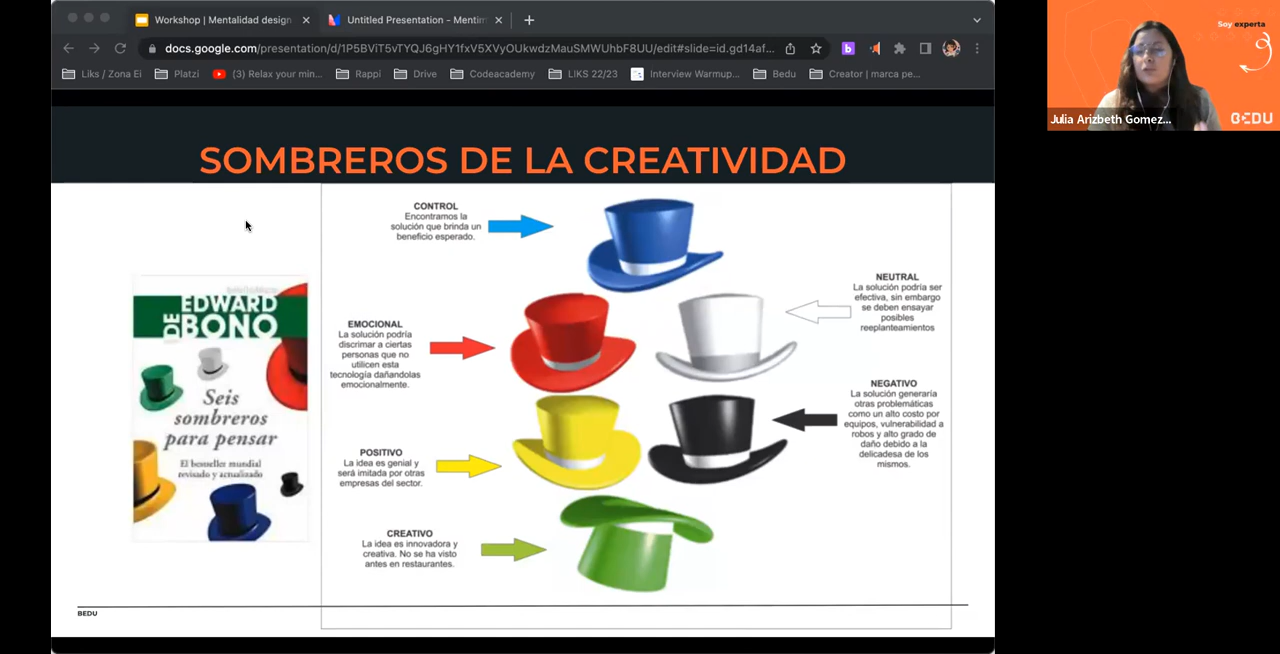 Workshop | Mentalidad design
Untitled Presentation - Mentim
docs.google.com/presentation/d/1P5BViT5vTYQJ6gHY1fxV5XVyOUkwdzMauSMWUhbF8UU/edit#slide=id.gd14af...
Liks / Zona Ei
Platzi
(3) Relax your min...
Rappi
Drive
Codeacademy
LIKS 22/23
Interview Warmup...
Bedu
Creator | marca pe...
Soy experta
BEDU
Julia Arizbeth Gomez...
SOMBREROS DE LA CREATIVIDAD
CONTROL
Encontramos la
solución que brinda un
beneficio esperado.
NEUTRAL
La solución podría ser
efectiva, sin embargo
se deben ensayar
posibles
reeplanteamientos
EMOCIONAL
La solución podría
discrimar a ciertas
personas que no
utilicen esta
tecnología dañandolas
emocionalmente.
NEGATIVO
La solución generaría
otras problemáticas
como un alto costo por
equipos, vulnerabilidad a
robos y alto grado de
daño debido a la
delicadesa de los
mismos.
POSITIVO
La idea es genial y
será imitada por otras
empresas del sector.
CREATIVO
La idea es innovadora y
creativa. No se ha visto
antes en restaurantes.
EDWARD
DE BONO
Seis
sombreros
para pensar
El bestseller mundial
revisado y actualizado
BEDU